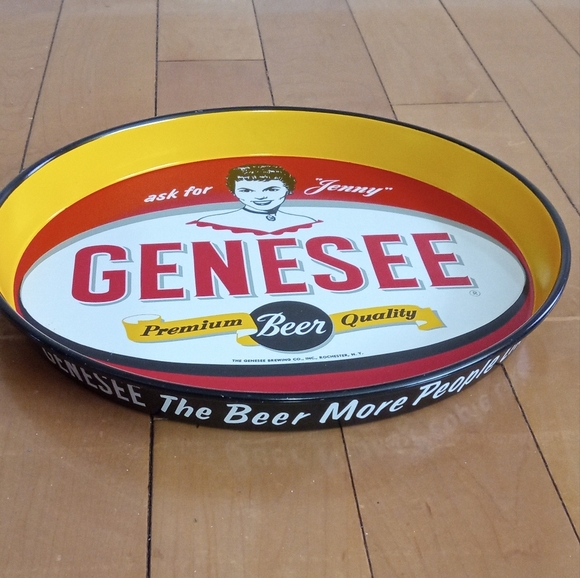 ask for "Jenny"
GENESEE
®
Premium Beer Quality
THE GENESEE BREWING CO., INC., ROCHESTER, N.Y.
GENESEE The Beer More People